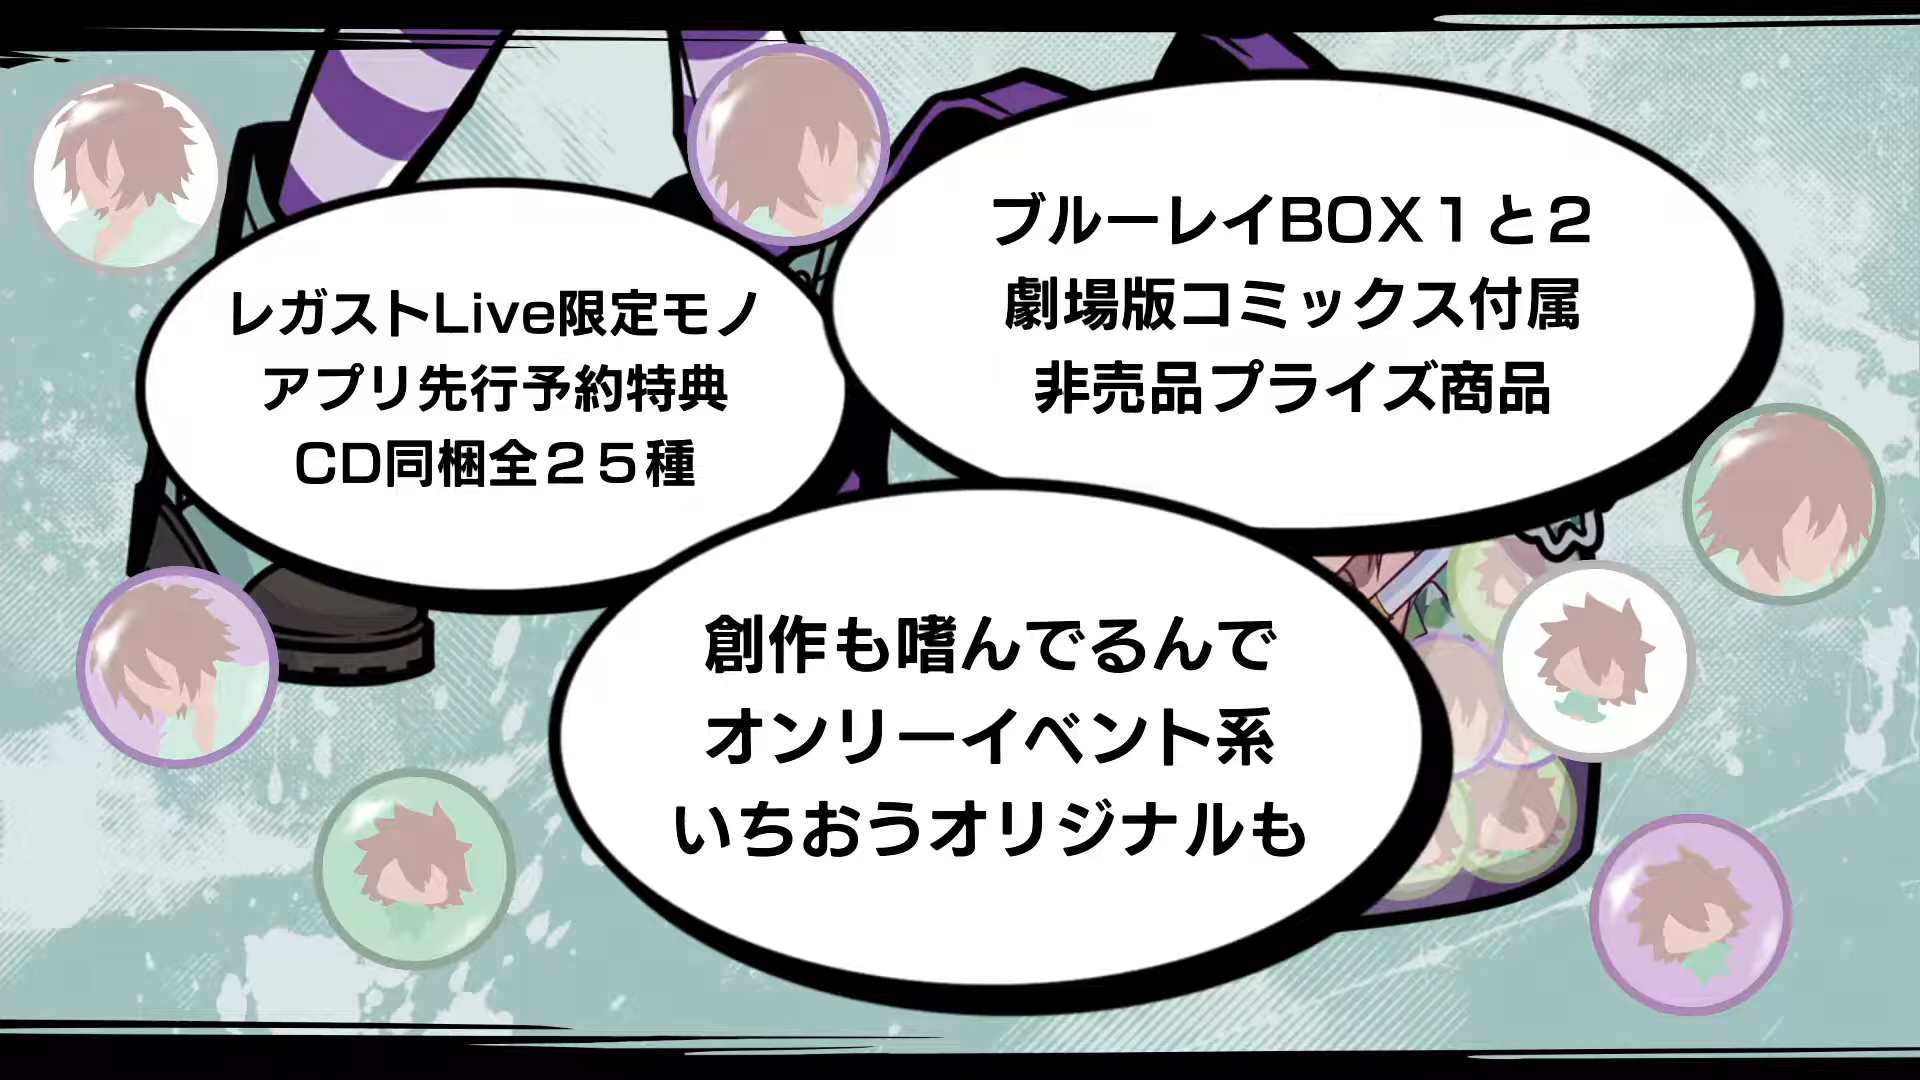 レガストLive限定モノ
アプリ先行予約特典
CD同梱全２５種
ブルーレイBOX１と２
劇場版コミックス付属
非売品プライズ商品
創作も嗜んでるんで
オンリーイベント系
いちおうオリジナルも